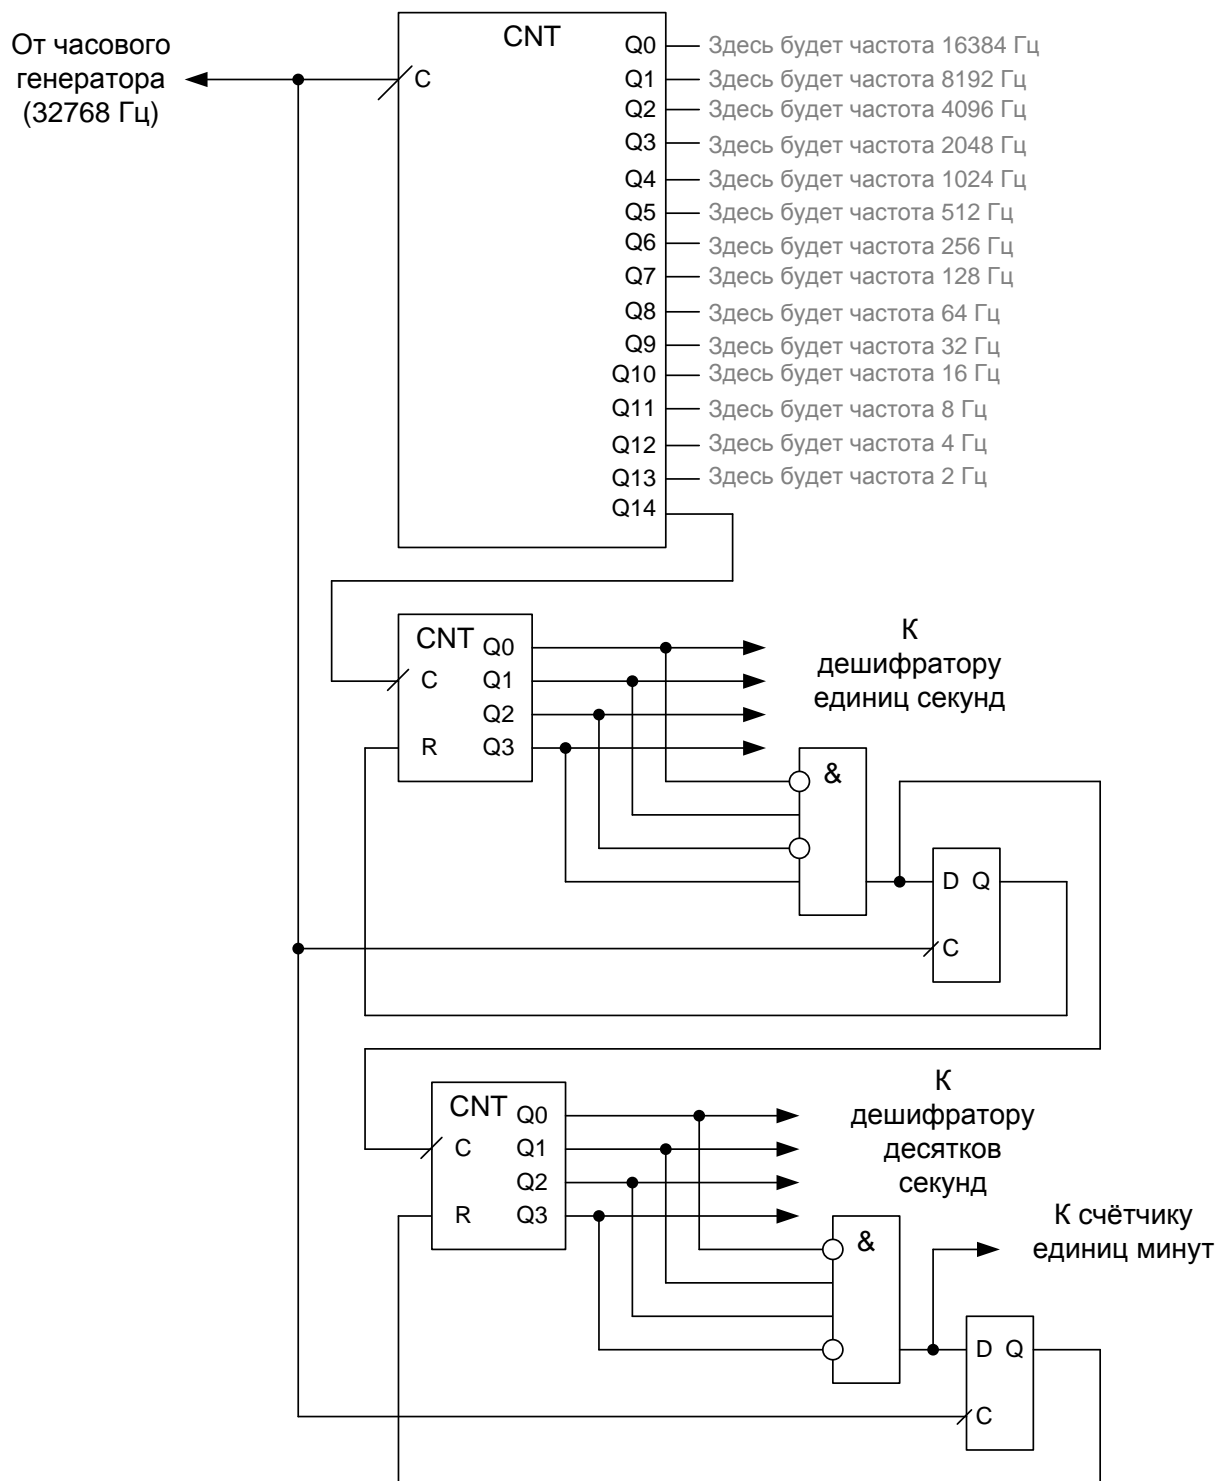 От часового
генератора
(32768 Гц)
CNT
C
Q0 Здесь будет частота 16384 Гц
Q1 Здесь будет частота 8192 Гц
Q2 Здесь будет частота 4096 Гц
Q3 Здесь будет частота 2048 Гц
Q4 Здесь будет частота 1024 Гц
Q5 Здесь будет частота 512 Гц
Q6 Здесь будет частота 256 Гц
Q7 Здесь будет частота 128 Гц
Q8 Здесь будет частота 64 Гц
Q9 Здесь будет частота 32 Гц
Q10 Здесь будет частота 16 Гц
Q11 Здесь будет частота 8 Гц
Q12 Здесь будет частота 4 Гц
Q13 Здесь будет частота 2 Гц
Q14
CNT Q0
C Q1
Q2
R Q3
К
дешифратору
единиц секунд
&
D Q
C
CNT Q0
C Q1
Q2
R Q3
К
дешифратору
десятков
секунд
&
К счётчику
единиц минут
D Q
C